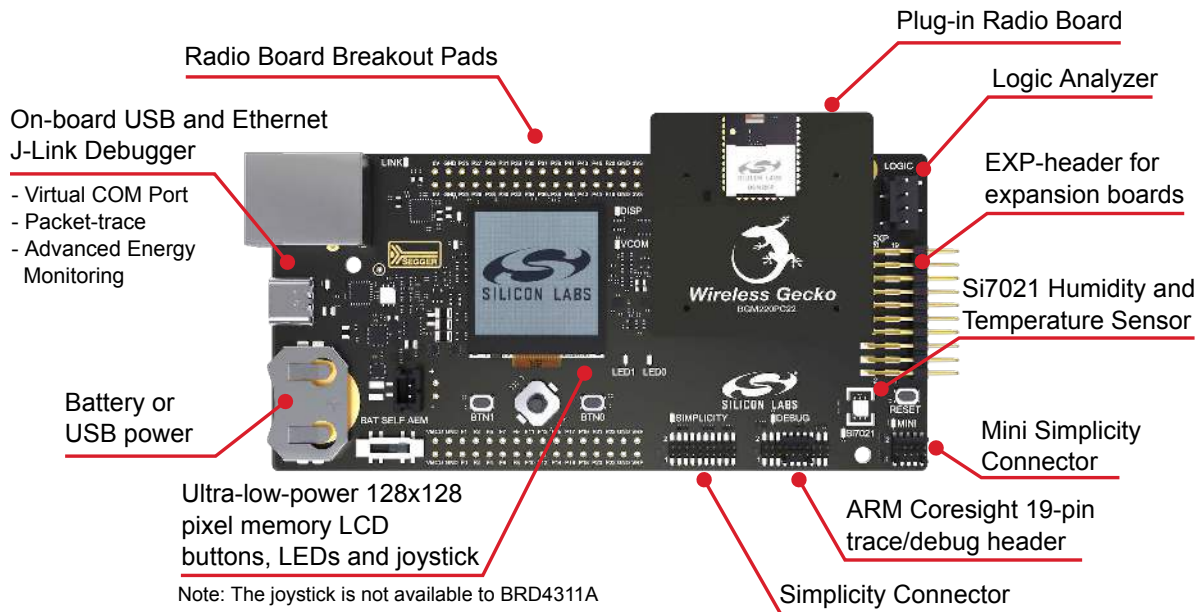 Plug-in Radio Board
Radio Board Breakout Pads
Logic Analyzer
On-board USB and Ethernet
J-Link Debugger
- Virtual COM Port
- Packet-trace
- Advanced Energy
Monitoring
EXP-header for
expansion boards
Si7021 Humidity and
Temperature Sensor
Battery or
USB power
Mini Simplicity
Connector
Ultra-low-power 128x128
pixel memory LCD
buttons, LEDs and joystick
Note: The joystick is not available to BRD4311A
ARM Coresight 19-pin
trace/debug header
Simplicity Connector
LINK
LOGIC
SILICON LABS
DISP
VCOM
SEGGER
SILICON LABS
Wireless Gecko
BGM220PC22
EXP
LED1 LED0
SILICON LABS
BTN1
BTN0
BAT SELF AEM
SIMPLICITY
DEBUG
Si7021
RESET
MINI